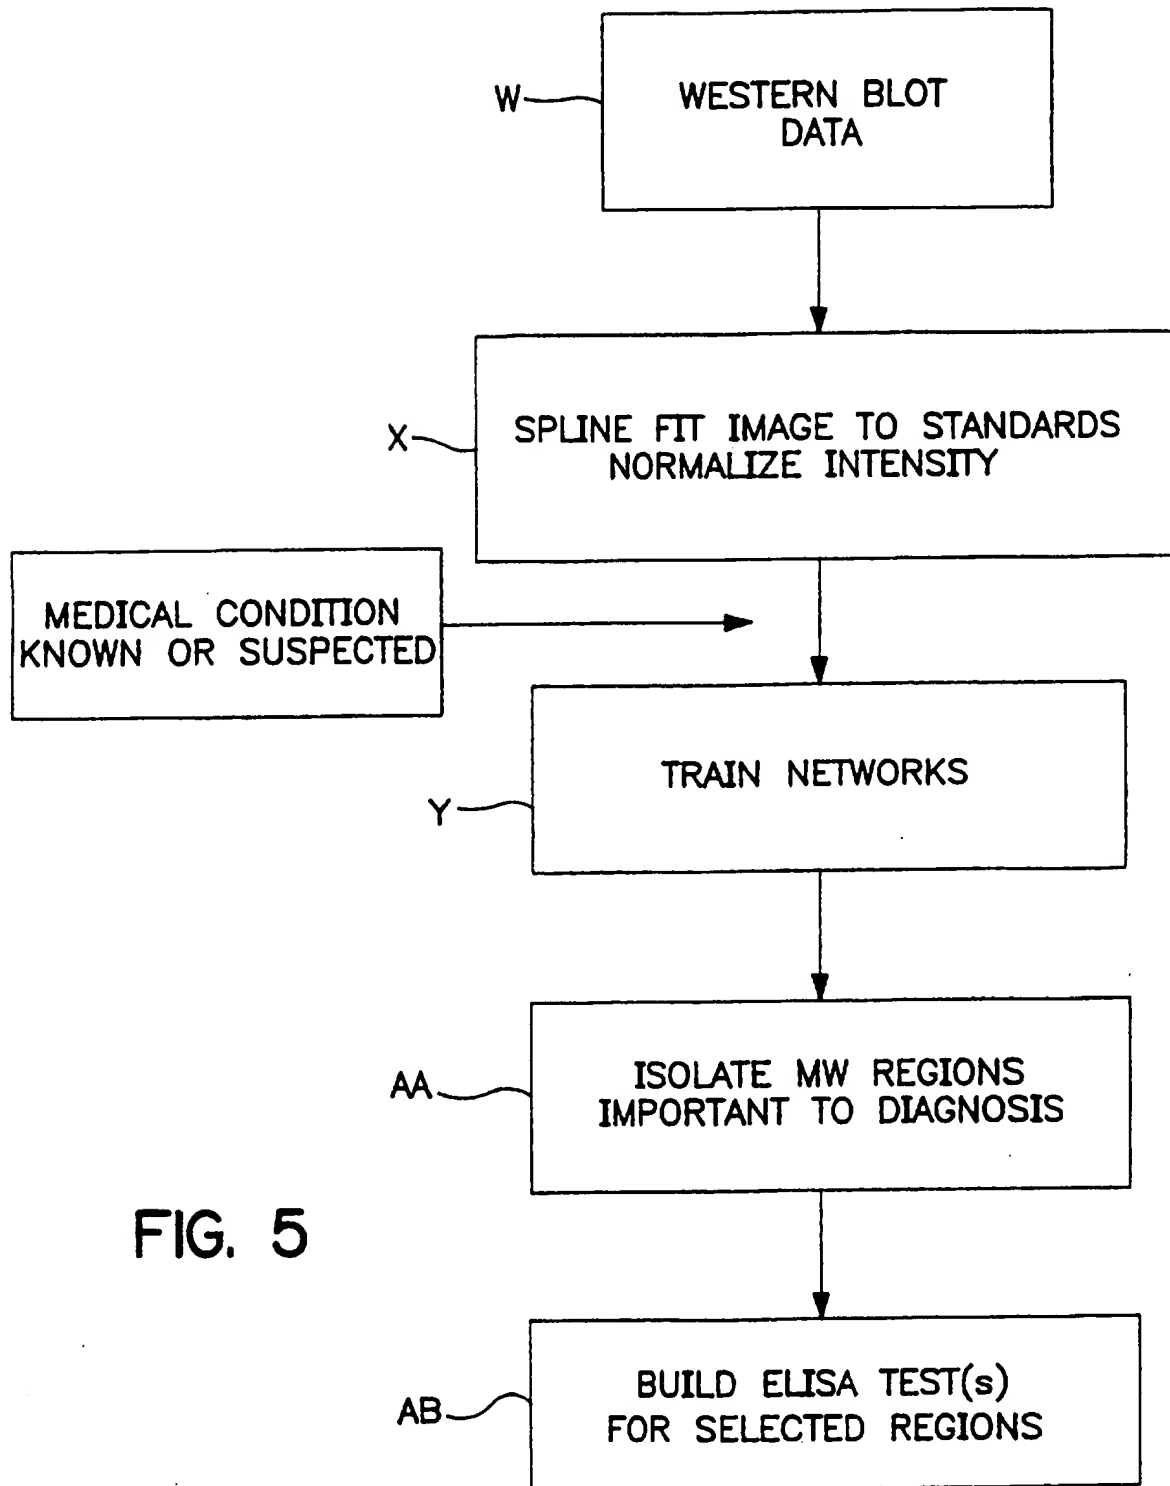 W
WESTERN BLOT
DATA
X
SPLINE FIT IMAGE TO STANDARDS
NORMALIZE INTENSITY
MEDICAL CONDITION
KNOWN OR SUSPECTED
TRAIN NETWORKS
Y
AA
ISOLATE MW REGIONS
IMPORTANT TO DIAGNOSIS
FIG. 5
AB
BUILD ELISA TEST(s)
FOR SELECTED REGIONS